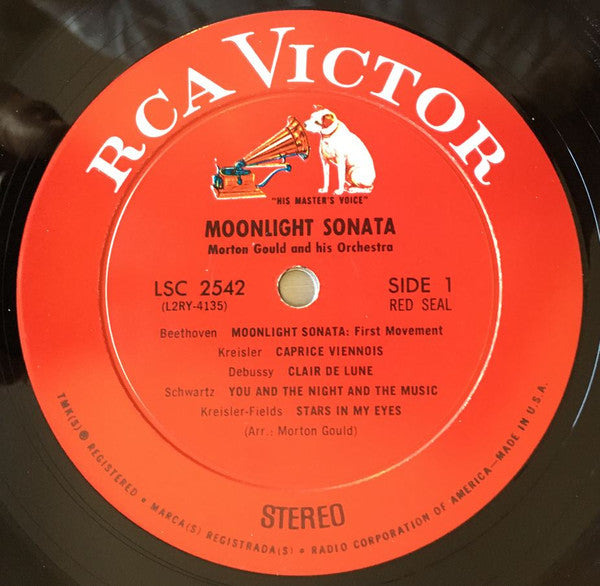 RCA VICTOR
"HIS MASTER'S VOICE"
MOONLIGHT SONATA
Morton Gould and his Orchestra
LSC 2542
(L2RY-4135)
SIDE 1
RED SEAL
Beethoven MOONLIGHT SONATA: First Movement
Kreisler CAPRICE VIENNOIS
Debussy CLAIR DE LUNE
Schwartz YOU AND THE NIGHT AND THE MUSIC
Kreisler-Fields STARS IN MY EYES
(Arr.: Morton Gould)
STEREO
TMK(S) ® REGISTERED • MARCA(S) REGISTRADA(S) • RADIO CORPORATION OF AMERICA—MADE IN U.S.A.